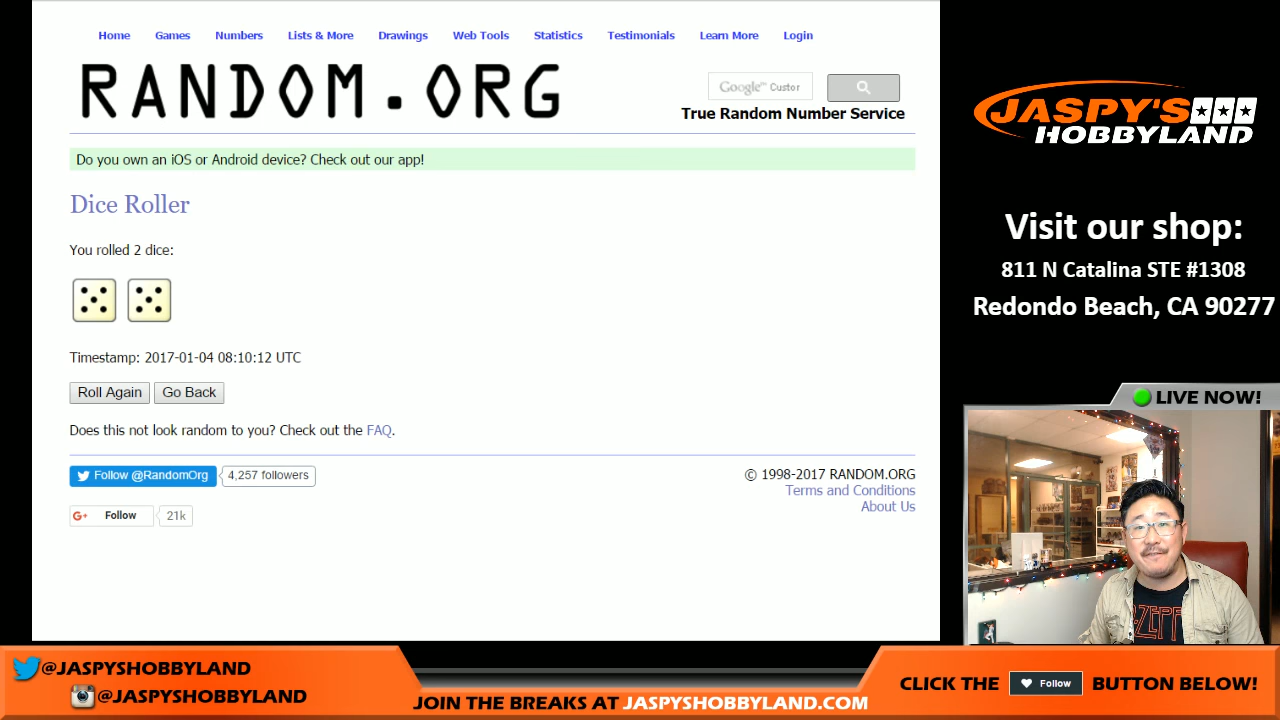 Home Games Numbers Lists & More Drawings Web Tools Statistics Testimonials Learn More Login
RANDOM.ORG
Google™ Custor
True Random Number Service
Do you own an iOS or Android device? Check out our app!
Dice Roller
You rolled 2 dice:
Timestamp: 2017-01-04 08:10:12 UTC
Roll Again Go Back
Does this not look random to you? Check out the FAQ.
Follow @RandomOrg 4,257 followers
G+ Follow 21k
© 1998-2017 RANDOM.ORG
Terms and Conditions
About Us
JASPY'S
HOBBYLAND
Visit our shop:
811 N Catalina STE #1308
Redondo Beach, CA 90277
LIVE NOW!
ZEPP
@JASPYSHOBBYLAND
@JASPYSHOBBYLAND
JOIN THE BREAKS AT JASPYSHOBBYLAND.COM
CLICK THE Follow BUTTON BELOW!